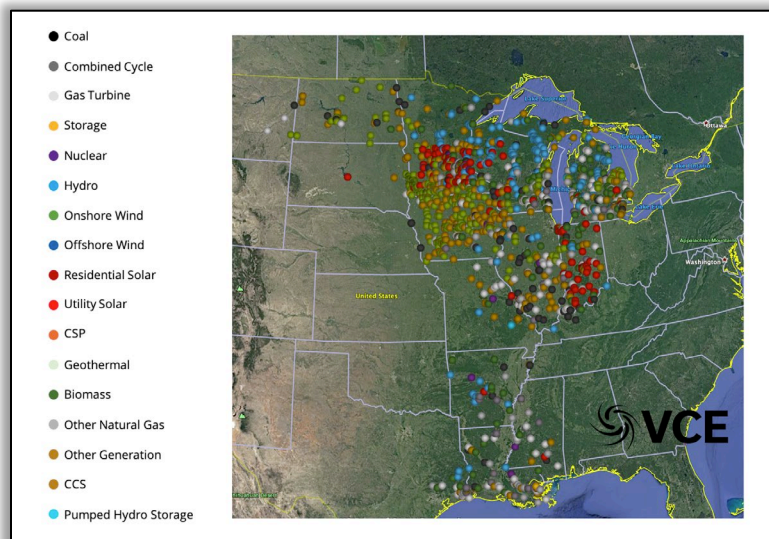 Coal
Combined Cycle
Gas Turbine
Storage
Nuclear
Hydro
Onshore Wind
Offshore Wind
Residential Solar
Utility Solar
CSP
Geothermal
Biomass
Other Natural Gas
Other Generation
CCS
Pumped Hydro Storage
Ottawa
Washington
United States
VCE